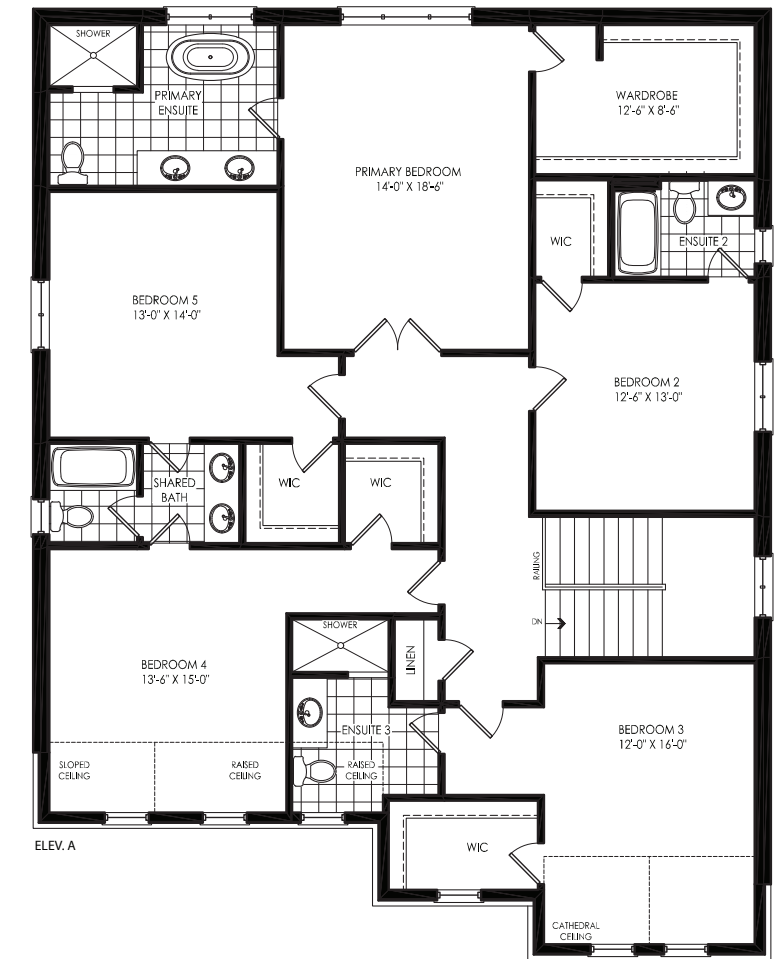 SHOWER
PRIMARY
ENSUITE
PRIMARY BEDROOM
14'-0" X 18'-6"
WARDROBE
12'-6" X 8'-6"
WIC
ENSUITE 2
BEDROOM 5
13'-0" X 14'-0"
BEDROOM 2
12'-6" X 13'-0"
SHARED
BATH
WIC
WIC
RAILING
DN
SHOWER
LINEN
BEDROOM 4
13'-6" X 15'-0"
ENSUITE 3
BEDROOM 3
12'-0" X 16'-0"
SLOPED
CEILING
RAISED
CEILING
RAISED
CEILING
WIC
ELEV. A
CATHEDRAL
CEILING